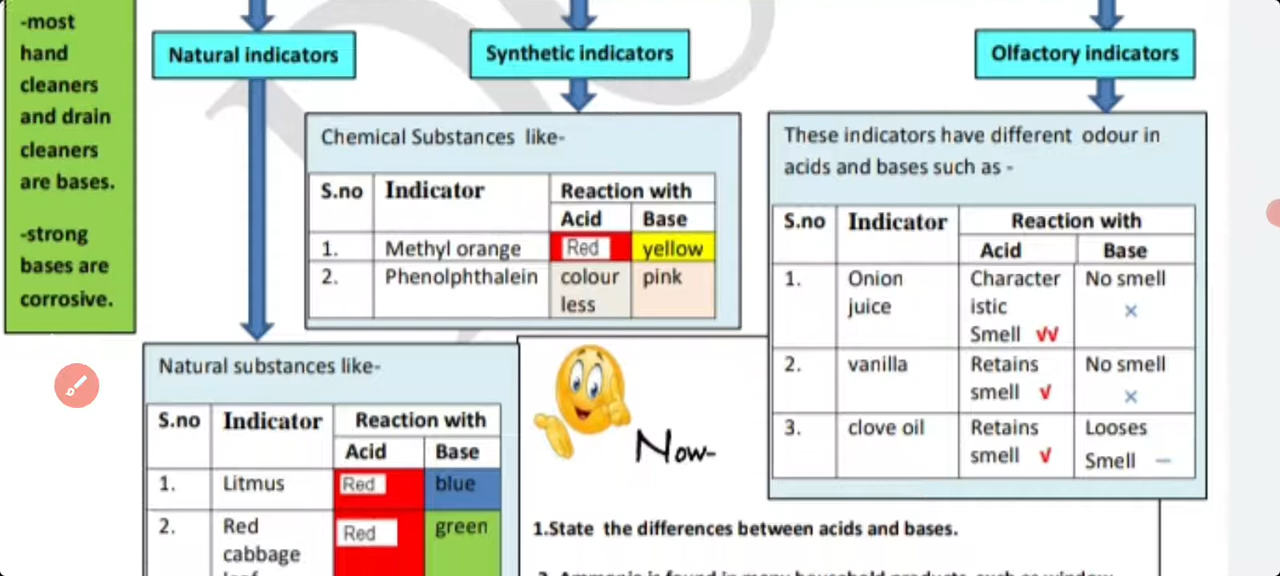 -most
hand
cleaners
and drain
cleaners
are bases.
-strong
bases are
corrosive.
Natural indicators
Synthetic indicators
Olfactory indicators
Chemical Substances like-
S.no Indicator Reaction with
Acid Base
1. Methyl orange Red yellow
2. Phenolphthalein colour pink
less
These indicators have different odour in
acids and bases such as -
S.no Indicator Reaction with
Acid Base
1. Onion Character No smell
juice istic ×
Smell √√
2. vanilla Retains No smell
smell √ ×
3. clove oil Retains Looses
smell √ Smell –
Natural substances like-
S.no Indicator Reaction with
Acid Base
1. Litmus Red blue
2. Red Red green
cabbage
Now-
1.State the differences between acids and bases.